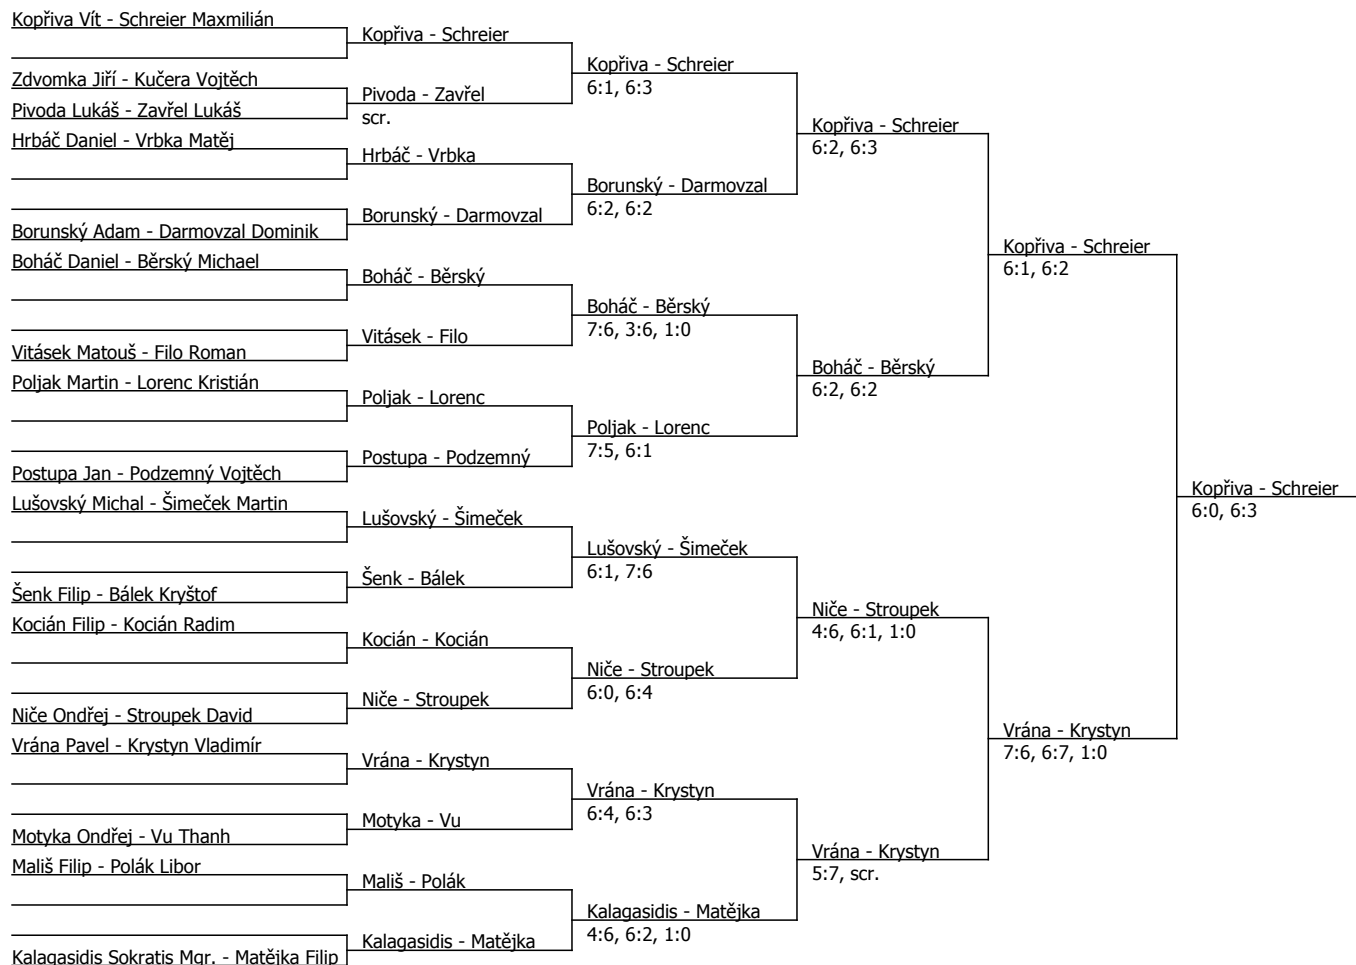 Kopřiva Vít - Schreier Maxmilián
Zdvomka Jiří - Kučera Vojtěch
Pivoda Lukáš - Zavřel Lukáš
Hrbáč Daniel - Vrbka Matěj
Borunský Adam - Darmovzal Dominik
Boháč Daniel - Běrský Michael
Vitásek Matouš - Filo Roman
Poljak Martin - Lorenc Kristián
Postupa Jan - Podzemný Vojtěch
Lušovský Michal - Šimeček Martin
Šenk Filip - Bálek Kryštof
Kocián Filip - Kocián Radim
Niče Ondřej - Stroupek David
Vrána Pavel - Krystyn Vladimír
Motyka Ondřej - Vu Thanh
Mališ Filip - Polák Libor
Kalagasidis Sokratis Mgr. - Matějka Filip
Kopřiva - Schreier
Pivoda - Zavřel
scr.
Hrbáč - Vrbka
Borunský - Darmovzal
Boháč - Běrský
Vitásek - Filo
Poljak - Lorenc
Postupa - Podzemný
Lušovský - Šimeček
Šenk - Bálek
Kocián - Kocián
Niče - Stroupek
Vrána - Krystyn
Motyka - Vu
Mališ - Polák
Kalagasidis - Matějka
Kopřiva - Schreier
6:1, 6:3
Borunský - Darmovzal
6:2, 6:2
Boháč - Běrský
7:6, 3:6, 1:0
Poljak - Lorenc
7:5, 6:1
Lušovský - Šimeček
6:1, 7:6
Niče - Stroupek
6:0, 6:4
Vrána - Krystyn
6:4, 6:3
Kalagasidis - Matějka
4:6, 6:2, 1:0
Kopřiva - Schreier
6:2, 6:3
Boháč - Běrský
6:2, 6:2
Niče - Stroupek
4:6, 6:1, 1:0
Vrána - Krystyn
5:7, scr.
Kopřiva - Schreier
6:1, 6:2
Vrána - Krystyn
7:6, 6:7, 1:0
Kopřiva - Schreier
6:0, 6:3